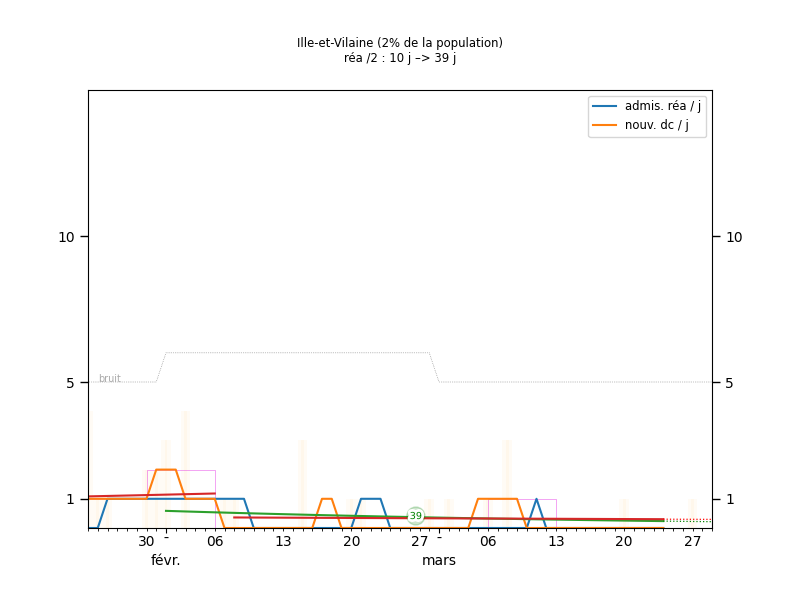 Ille-et-Vilaine (2% de la population)
réa /2 : 10 j –> 39 j
admis. réa / j
nouv. dc / j
10
10
bruit
5
5
1
1
39
30
-
06
13
20
27
-
06
13
20
27
févr.
mars